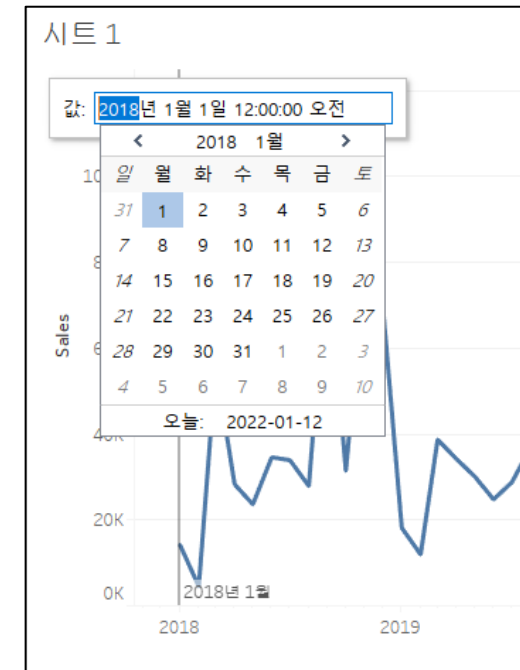 시트 1
값: 2018년 1월 1일 12:00:00 오전
2018 1월
일 월 화 수 목 금 토
31 1 2 3 4 5 6
7 8 9 10 11 12 13
14 15 16 17 18 19 20
21 22 23 24 25 26 27
28 29 30 31 1 2 3
4 5 6 7 8 9 10
오늘: 2022-01-12
Sales
20K
0K
2018년 1월
2018 2019